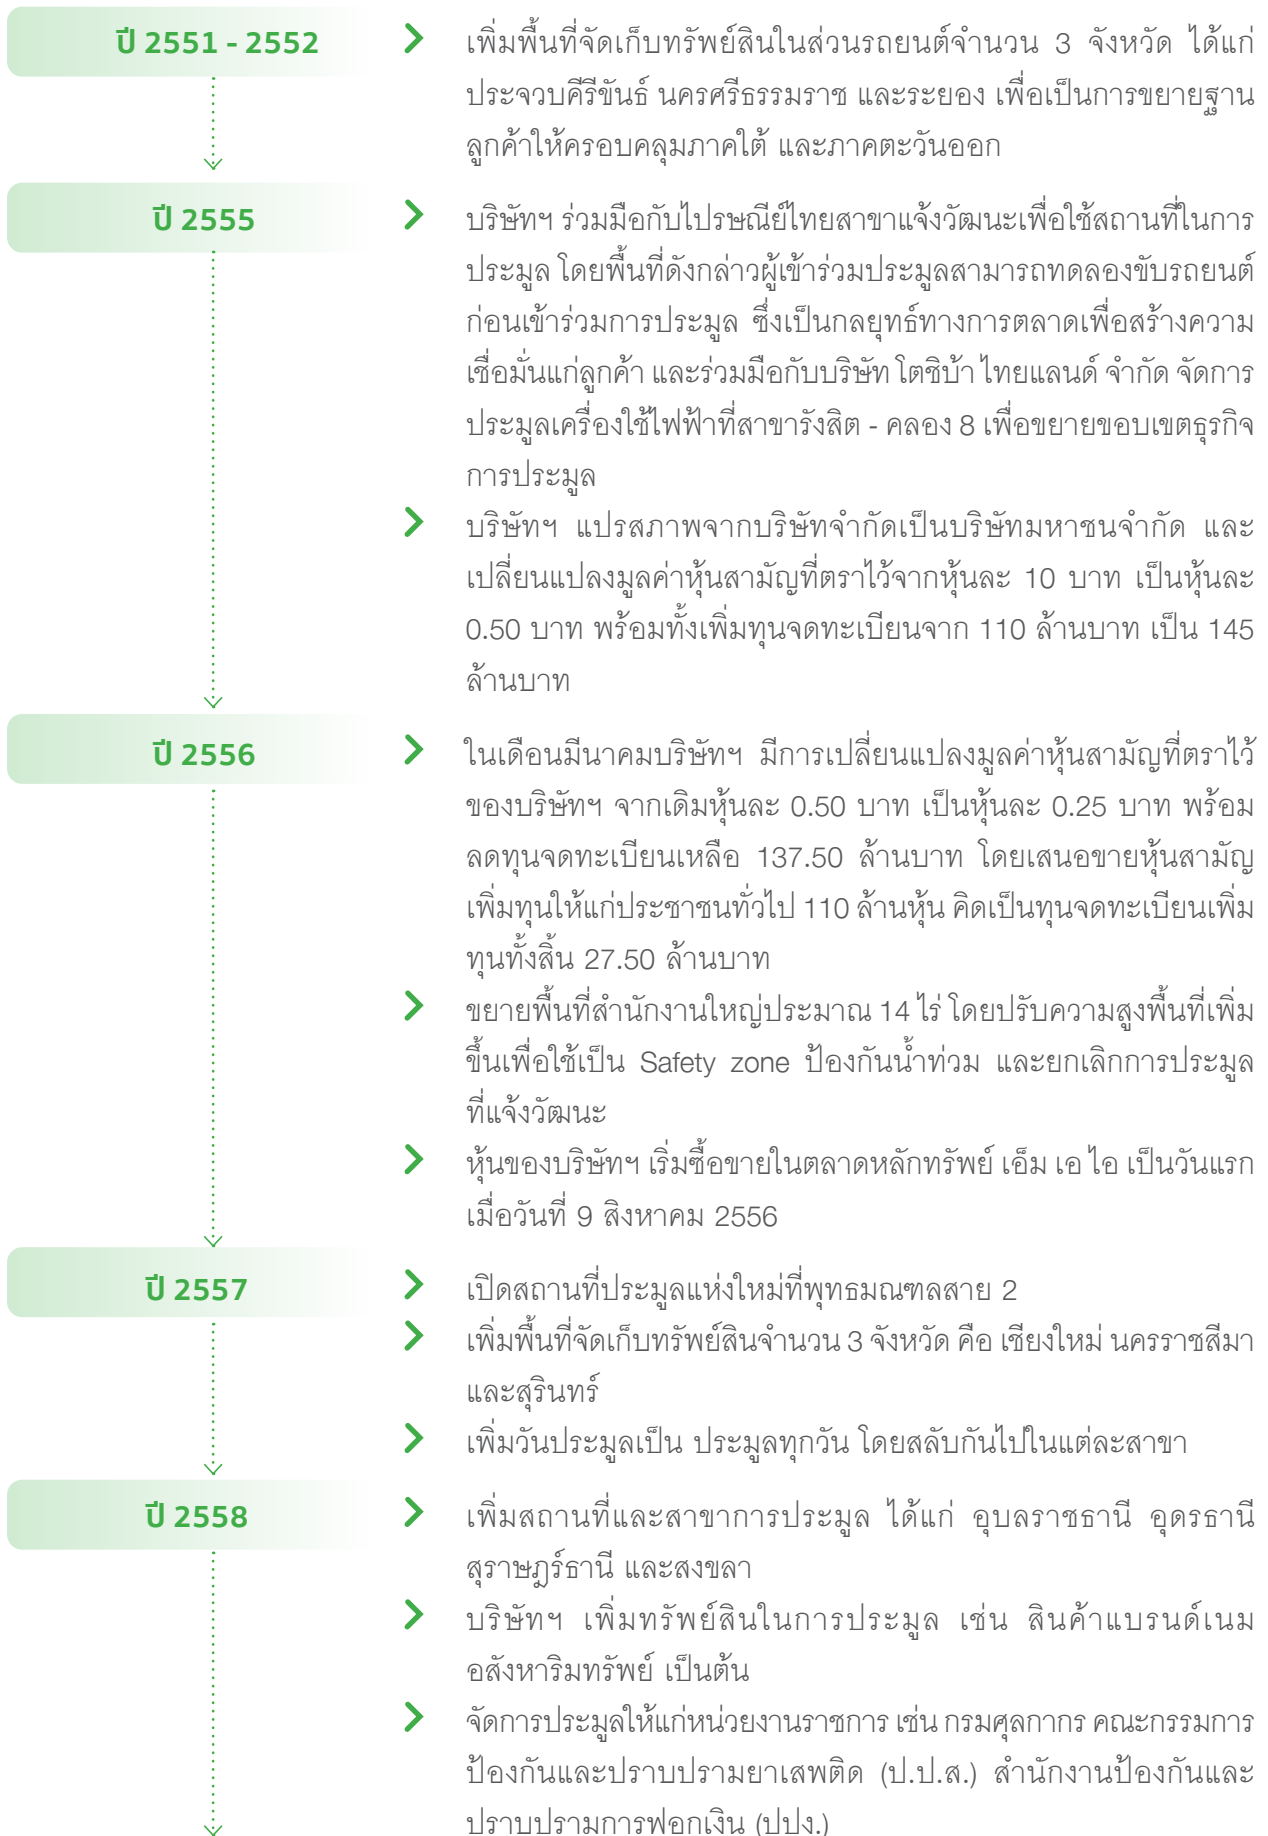 ปี 2551 - 2552
เพิ่มพื้นที่จัดเก็บทรัพย์สินในส่วนรถยนต์จำนวน 3 จังหวัด ได้แก่
ประจวบคีรีขันธ์ นครศรีธรรมราช และระยอง เพื่อเป็นการขยายฐาน
ลูกค้าให้ครอบคลุมภาคใต้ และภาคตะวันออก
ปี 2555
บริษัทฯ ร่วมมือกับไปรษณีย์ไทยสาขาแจ้งวัฒนะเพื่อใช้สถานที่ในการ
ประมูล โดยพื้นที่ดังกล่าวผู้เข้าร่วมประมูลสามารถทดลองขับรถยนต์
ก่อนเข้าร่วมการประมูล ซึ่งเป็นกลยุทธ์ทางการตลาดเพื่อสร้างความ
เชื่อมั่นแก่ลูกค้า และร่วมมือกับบริษัท โตชิบ้า ไทยแลนด์ จำกัด จัดการ
ประมูลเครื่องใช้ไฟฟ้าที่สาขารังสิต - คลอง 8 เพื่อขยายขอบเขตธุรกิจ
การประมูล
บริษัทฯ แปรสภาพจากบริษัทจำกัดเป็นบริษัทมหาชนจำกัด และ
เปลี่ยนแปลงมูลค่าหุ้นสามัญที่ตราไว้จากหุ้นละ 10 บาท เป็นหุ้นละ
0.50 บาท พร้อมทั้งเพิ่มทุนจดทะเบียนจาก 110 ล้านบาท เป็น 145
ล้านบาท
ปี 2556
ในเดือนมีนาคมบริษัทฯ มีการเปลี่ยนแปลงมูลค่าหุ้นสามัญที่ตราไว้
ของบริษัทฯ จากเดิมหุ้นละ 0.50 บาท เป็นหุ้นละ 0.25 บาท พร้อม
ลดทุนจดทะเบียนเหลือ 137.50 ล้านบาท โดยเสนอขายหุ้นสามัญ
เพิ่มทุนให้แก่ประชาชนทั่วไป 110 ล้านหุ้น คิดเป็นทุนจดทะเบียนเพิ่ม
ทุนทั้งสิ้น 27.50 ล้านบาท
ขยายพื้นที่สำนักงานใหญ่ประมาณ 14 ไร่ โดยปรับความสูงพื้นที่เพิ่ม
ขึ้นเพื่อใช้เป็น Safety zone ป้องกันน้ำท่วม และยกเลิกการประมูล
ที่แจ้งวัฒนะ
หุ้นของบริษัทฯ เริ่มซื้อขายในตลาดหลักทรัพย์ เอ็ม เอ ไอ เป็นวันแรก
เมื่อวันที่ 9 สิงหาคม 2556
ปี 2557
เปิดสถานที่ประมูลแห่งใหม่ที่พุทธมณฑลสาย 2
เพิ่มพื้นที่จัดเก็บทรัพย์สินจำนวน 3 จังหวัด คือ เชียงใหม่ นครราชสีมา
และสุรินทร์
เพิ่มวันประมูลเป็น ประมูลทุกวัน โดยสลับกันไปในแต่ละสาขา
ปี 2558
เพิ่มสถานที่และสาขาการประมูล ได้แก่ อุบลราชธานี อุดรธานี
สุราษฎร์ธานี และสงขลา
บริษัทฯ เพิ่มทรัพย์สินในการประมูล เช่น สินค้าแบรนด์เนม
อสังหาริมทรัพย์ เป็นต้น
จัดการประมูลให้แก่หน่วยงานราชการ เช่น กรมศุลกากร คณะกรรมการ
ป้องกันและปราบปรามยาเสพติด (ป.ป.ส.) สำนักงานป้องกันและ
ปราบปรามการฟอกเงิน (ปปง.)